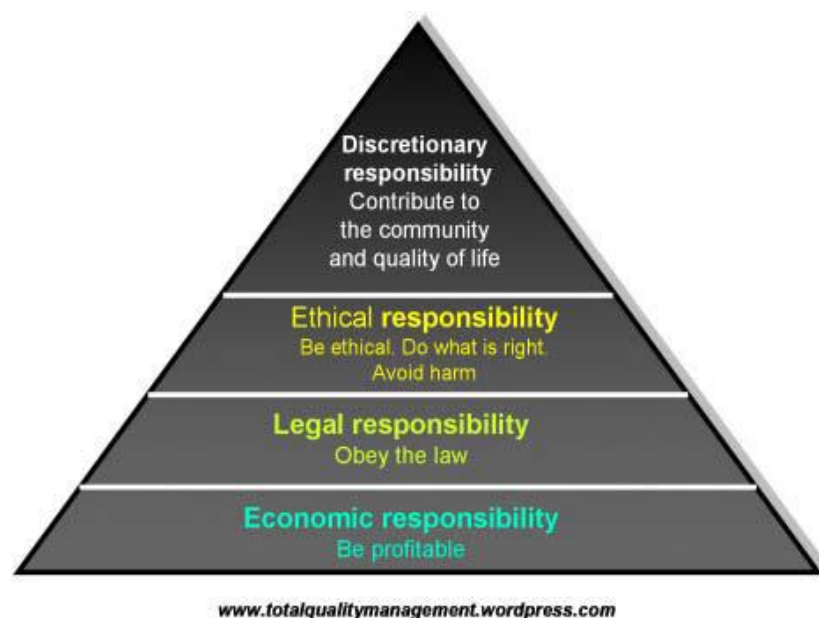 Discretionary
responsibility
Contribute to
the community
and quality of life
Ethical responsibility
Be ethical. Do what is right.
Avoid harm
Legal responsibility
Obey the law
Economic responsibility
Be profitable
www.totalqualitymanagement.wordpress.com